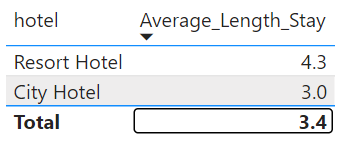 hotel Average_Length_Stay
Resort Hotel 4.3
City Hotel 3.0
Total 3.4